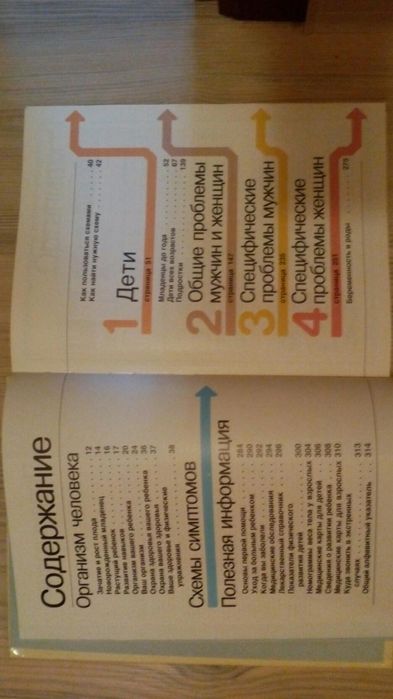 Содержание
Организм человека
Зачатие и рост плода 12
Новорожденный младенец 14
Растущий ребенок 16
Развитие навыков 17
Организм вашего ребенка 20
Ваш организм 24
Охрана здоровья вашего ребенка 36
Охрана вашего здоровья 37
Ваше здоровье и физические
упражнения 38
Схемы симптомов
Полезная информация
Основы первой помощи 284
Уход за больным ребенком 290
Когда вы заболели 292
Медицинские обследования 294
Лекарственный справочник 296
Показатели физического
развития детей 300
Номограммы веса тела у взрослых 304
Медицинские карты для детей 306
Сведения о развитии ребенка 308
Медицинские карты для взрослых 310
Куда звонить в экстренных
случаях 313
Общий алфавитный указатель 314
Как пользоваться схемами 40
Как найти нужную схему 42
1 Дети
страница 51
Младенцы до года 52
Дети всех возрастов 67
Подростки 139
2 Общие проблемы
мужчин и женщин
страница 147
3 Специфические
проблемы мужчин
страница 235
4 Специфические
проблемы женщин
страница 251
Беременность и роды 275